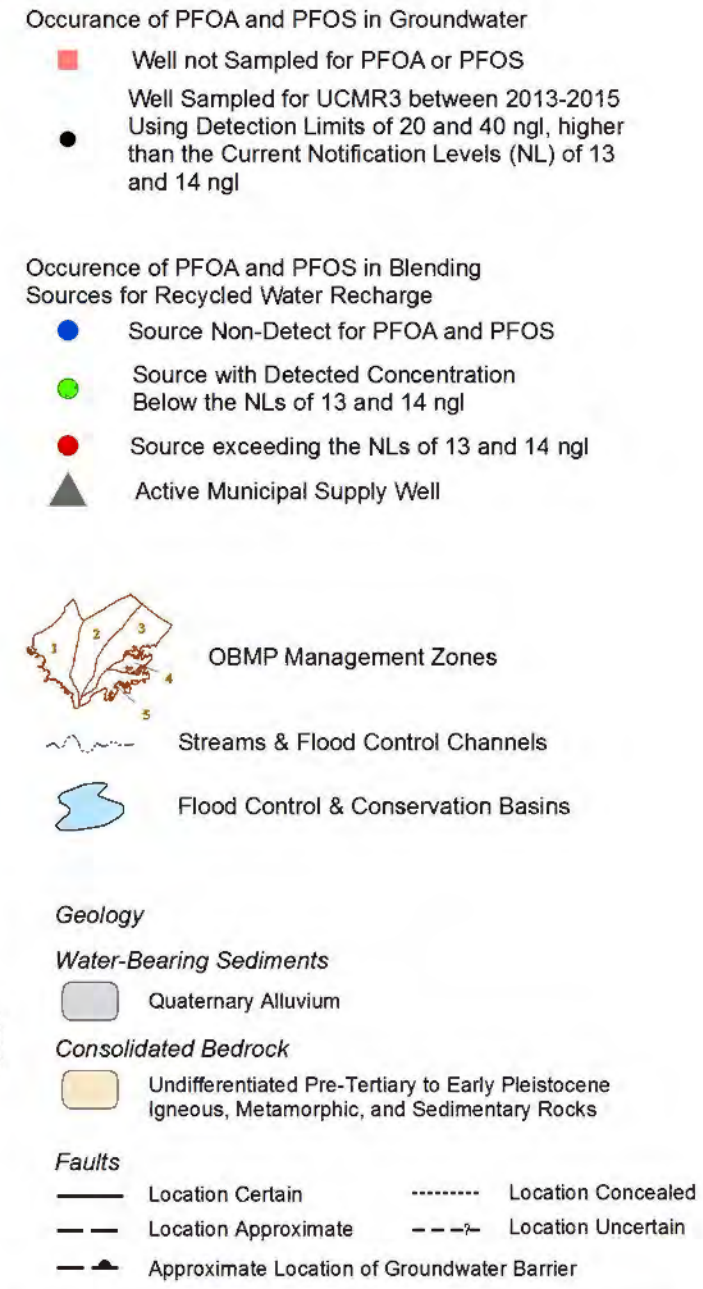 Occurance of PFOA and PFOS in Groundwater
Well not Sampled for PFOA or PFOS
Well Sampled for UCMR3 between 2013-2015
Using Detection Limits of 20 and 40 ngl, higher
than the Current Notification Levels (NL) of 13
and 14 ngl
Occurence of PFOA and PFOS in Blending
Sources for Recycled Water Recharge
Source Non-Detect for PFOA and PFOS
Source with Detected Concentration
Below the NLs of 13 and 14 ngl
Source exceeding the NLs of 13 and 14 ngl
Active Municipal Supply Well
1
2
3
4
5
OBMP Management Zones
Streams & Flood Control Channels
Flood Control & Conservation Basins
Geology
Water-Bearing Sediments
Quaternary Alluvium
Consolidated Bedrock
Undifferentiated Pre-Tertiary to Early Pleistocene
Igneous, Metamorphic, and Sedimentary Rocks
Faults
Location Certain
Location Concealed
Location Approximate
?
Location Uncertain
Approximate Location of Groundwater Barrier